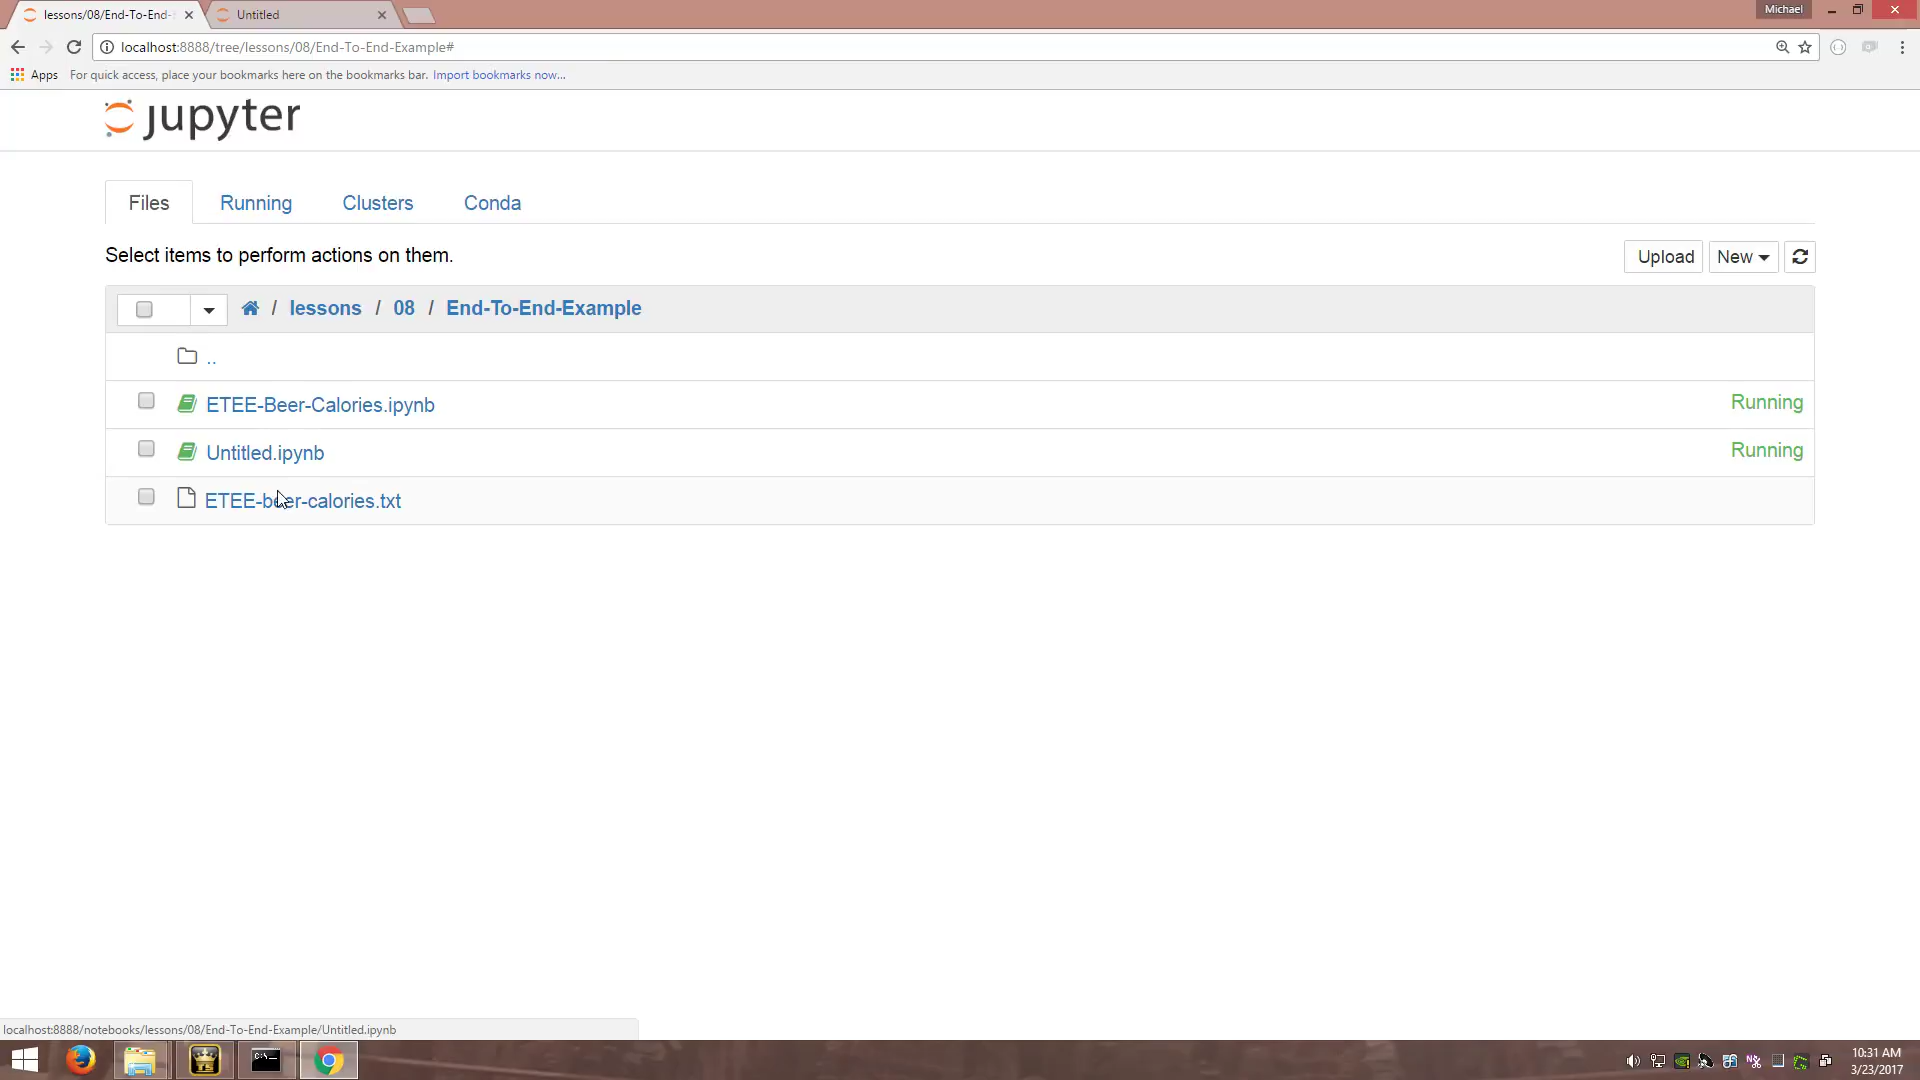 lessons/08/End-To-End-
Untitled
Michael
localhost:8888/tree/lessons/08/End-To-End-Example#
Apps For quick access, place your bookmarks here on the bookmarks bar. Import bookmarks now...
jupyter
Files Running Clusters Conda
Select items to perform actions on them.
Upload New
/ lessons / 08 / End-To-End-Example
..
ETEE-Beer-Calories.ipynb Running
Untitled.ipynb Running
ETEE-beer-calories.txt
localhost:8888/notebooks/lessons/08/End-To-End-Example/Untitled.ipynb
10:31 AM
3/23/2017